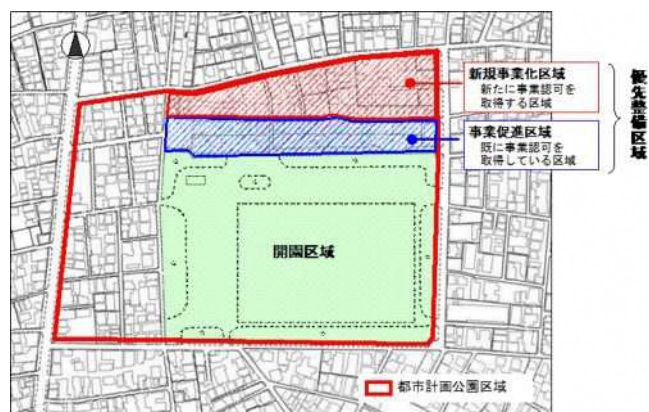 新規事業化区域
新たに事業認可を
取得する区域
事業促進区域
既に事業認可を
取得している区域
優先整備区域
開園区域
都市計画公園区域